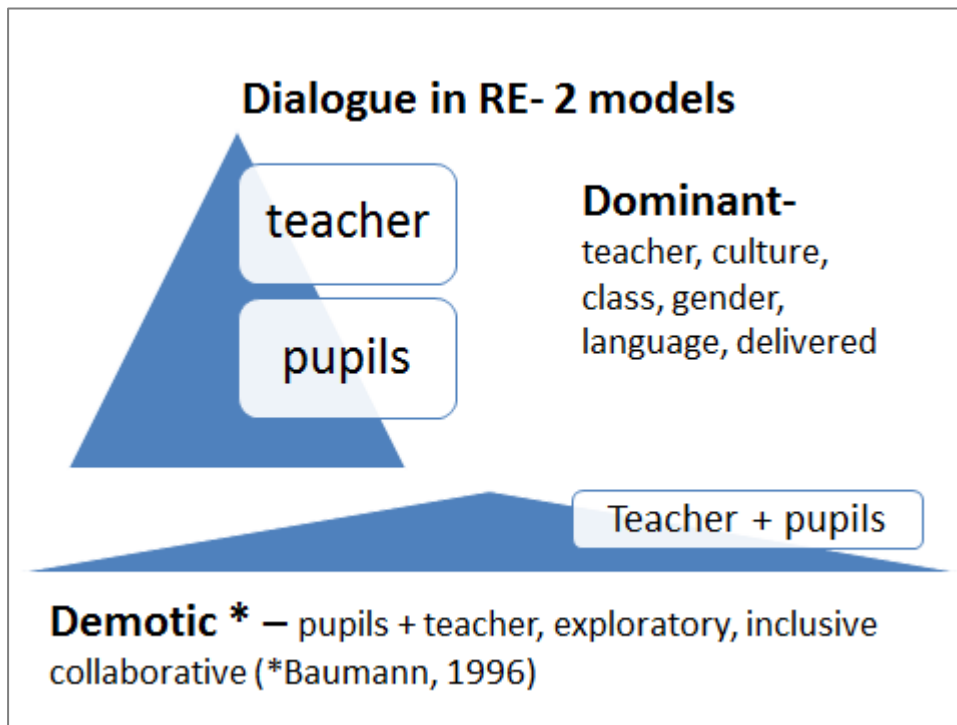 Dialogue in RE- 2 models
teacher
pupils
Dominant-
teacher, culture,
class, gender,
language, delivered
Teacher + pupils
Demotic * – pupils + teacher, exploratory, inclusive
collaborative (*Baumann, 1996)